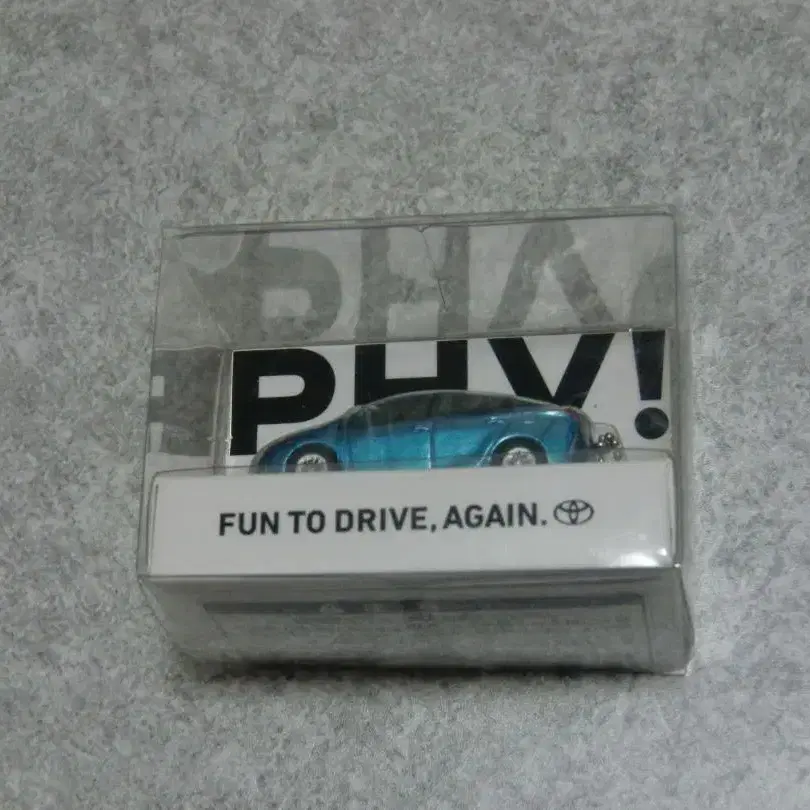 PHV!
FUN TO DRIVE, AGAIN.